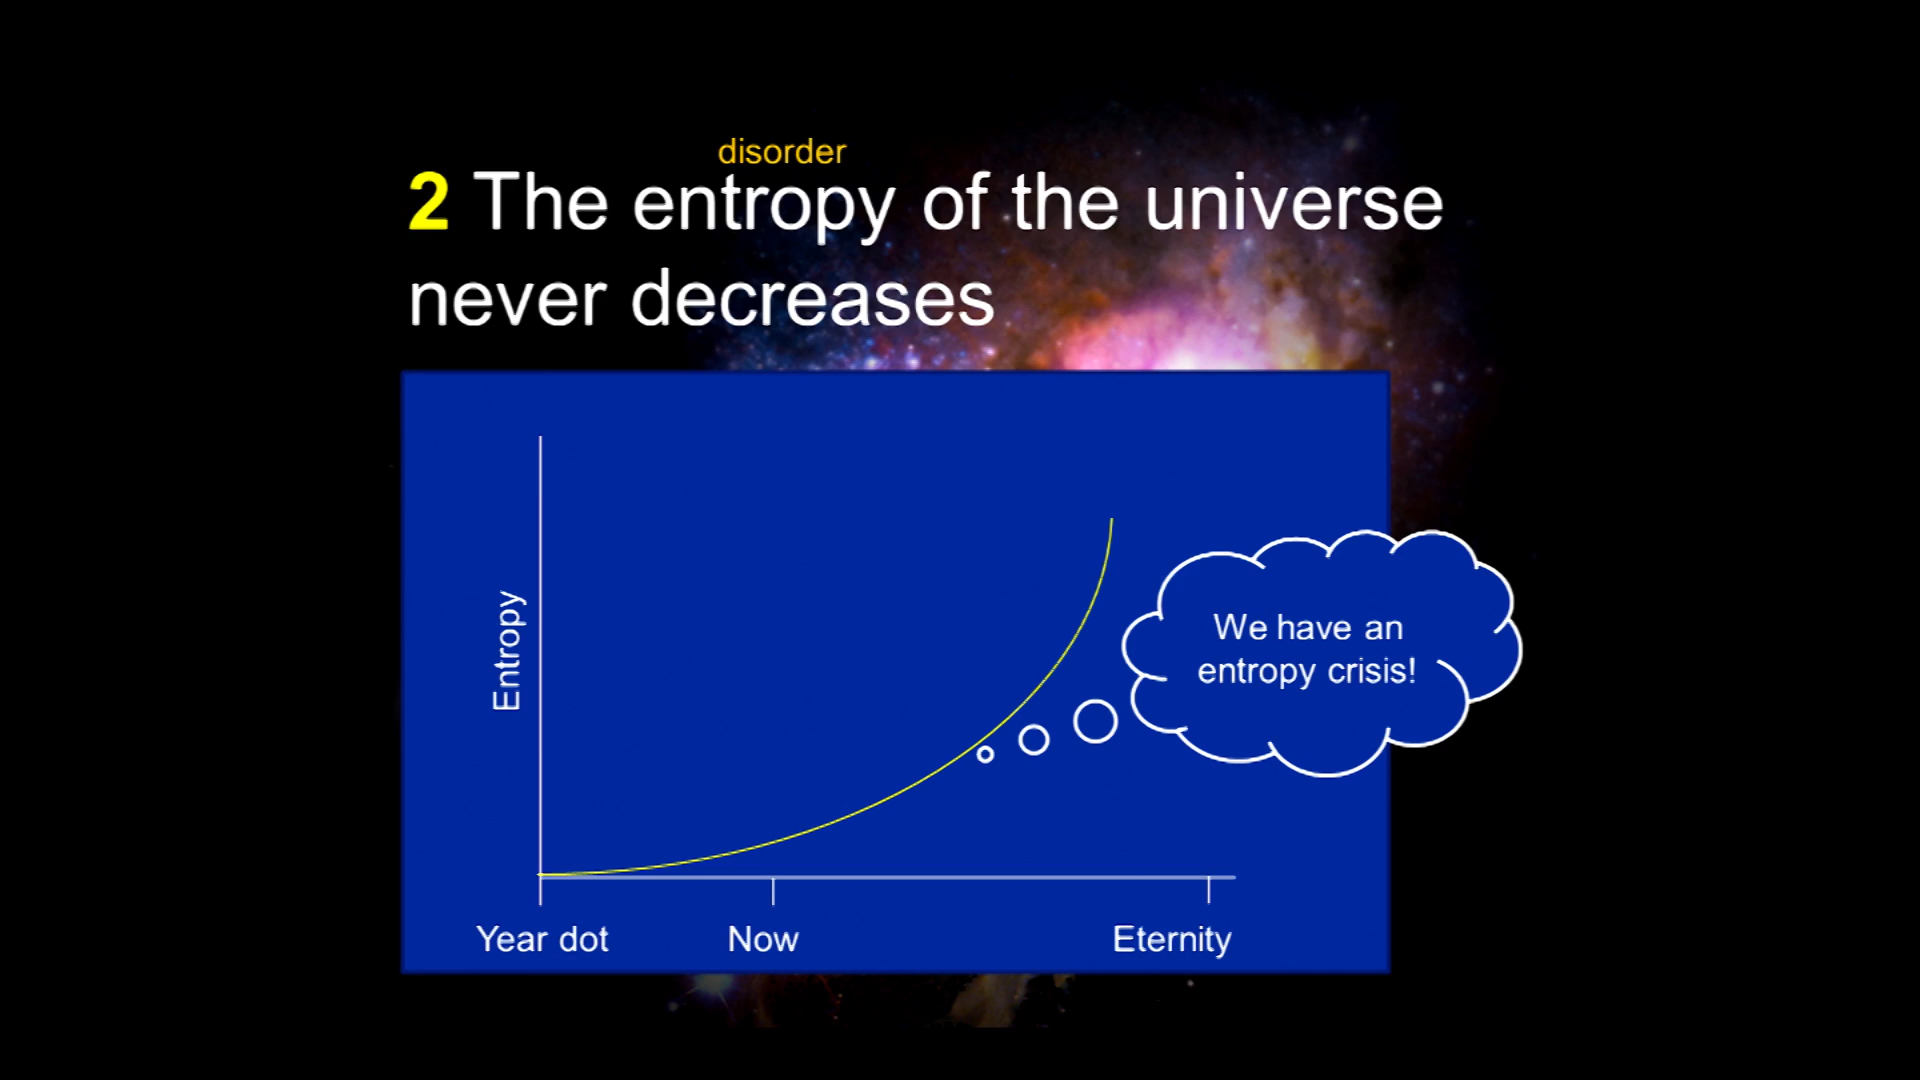 disorder
2 The entropy of the universe
never decreases
Entropy
We have an
entropy crisis!
Year dot
Now
Eternity